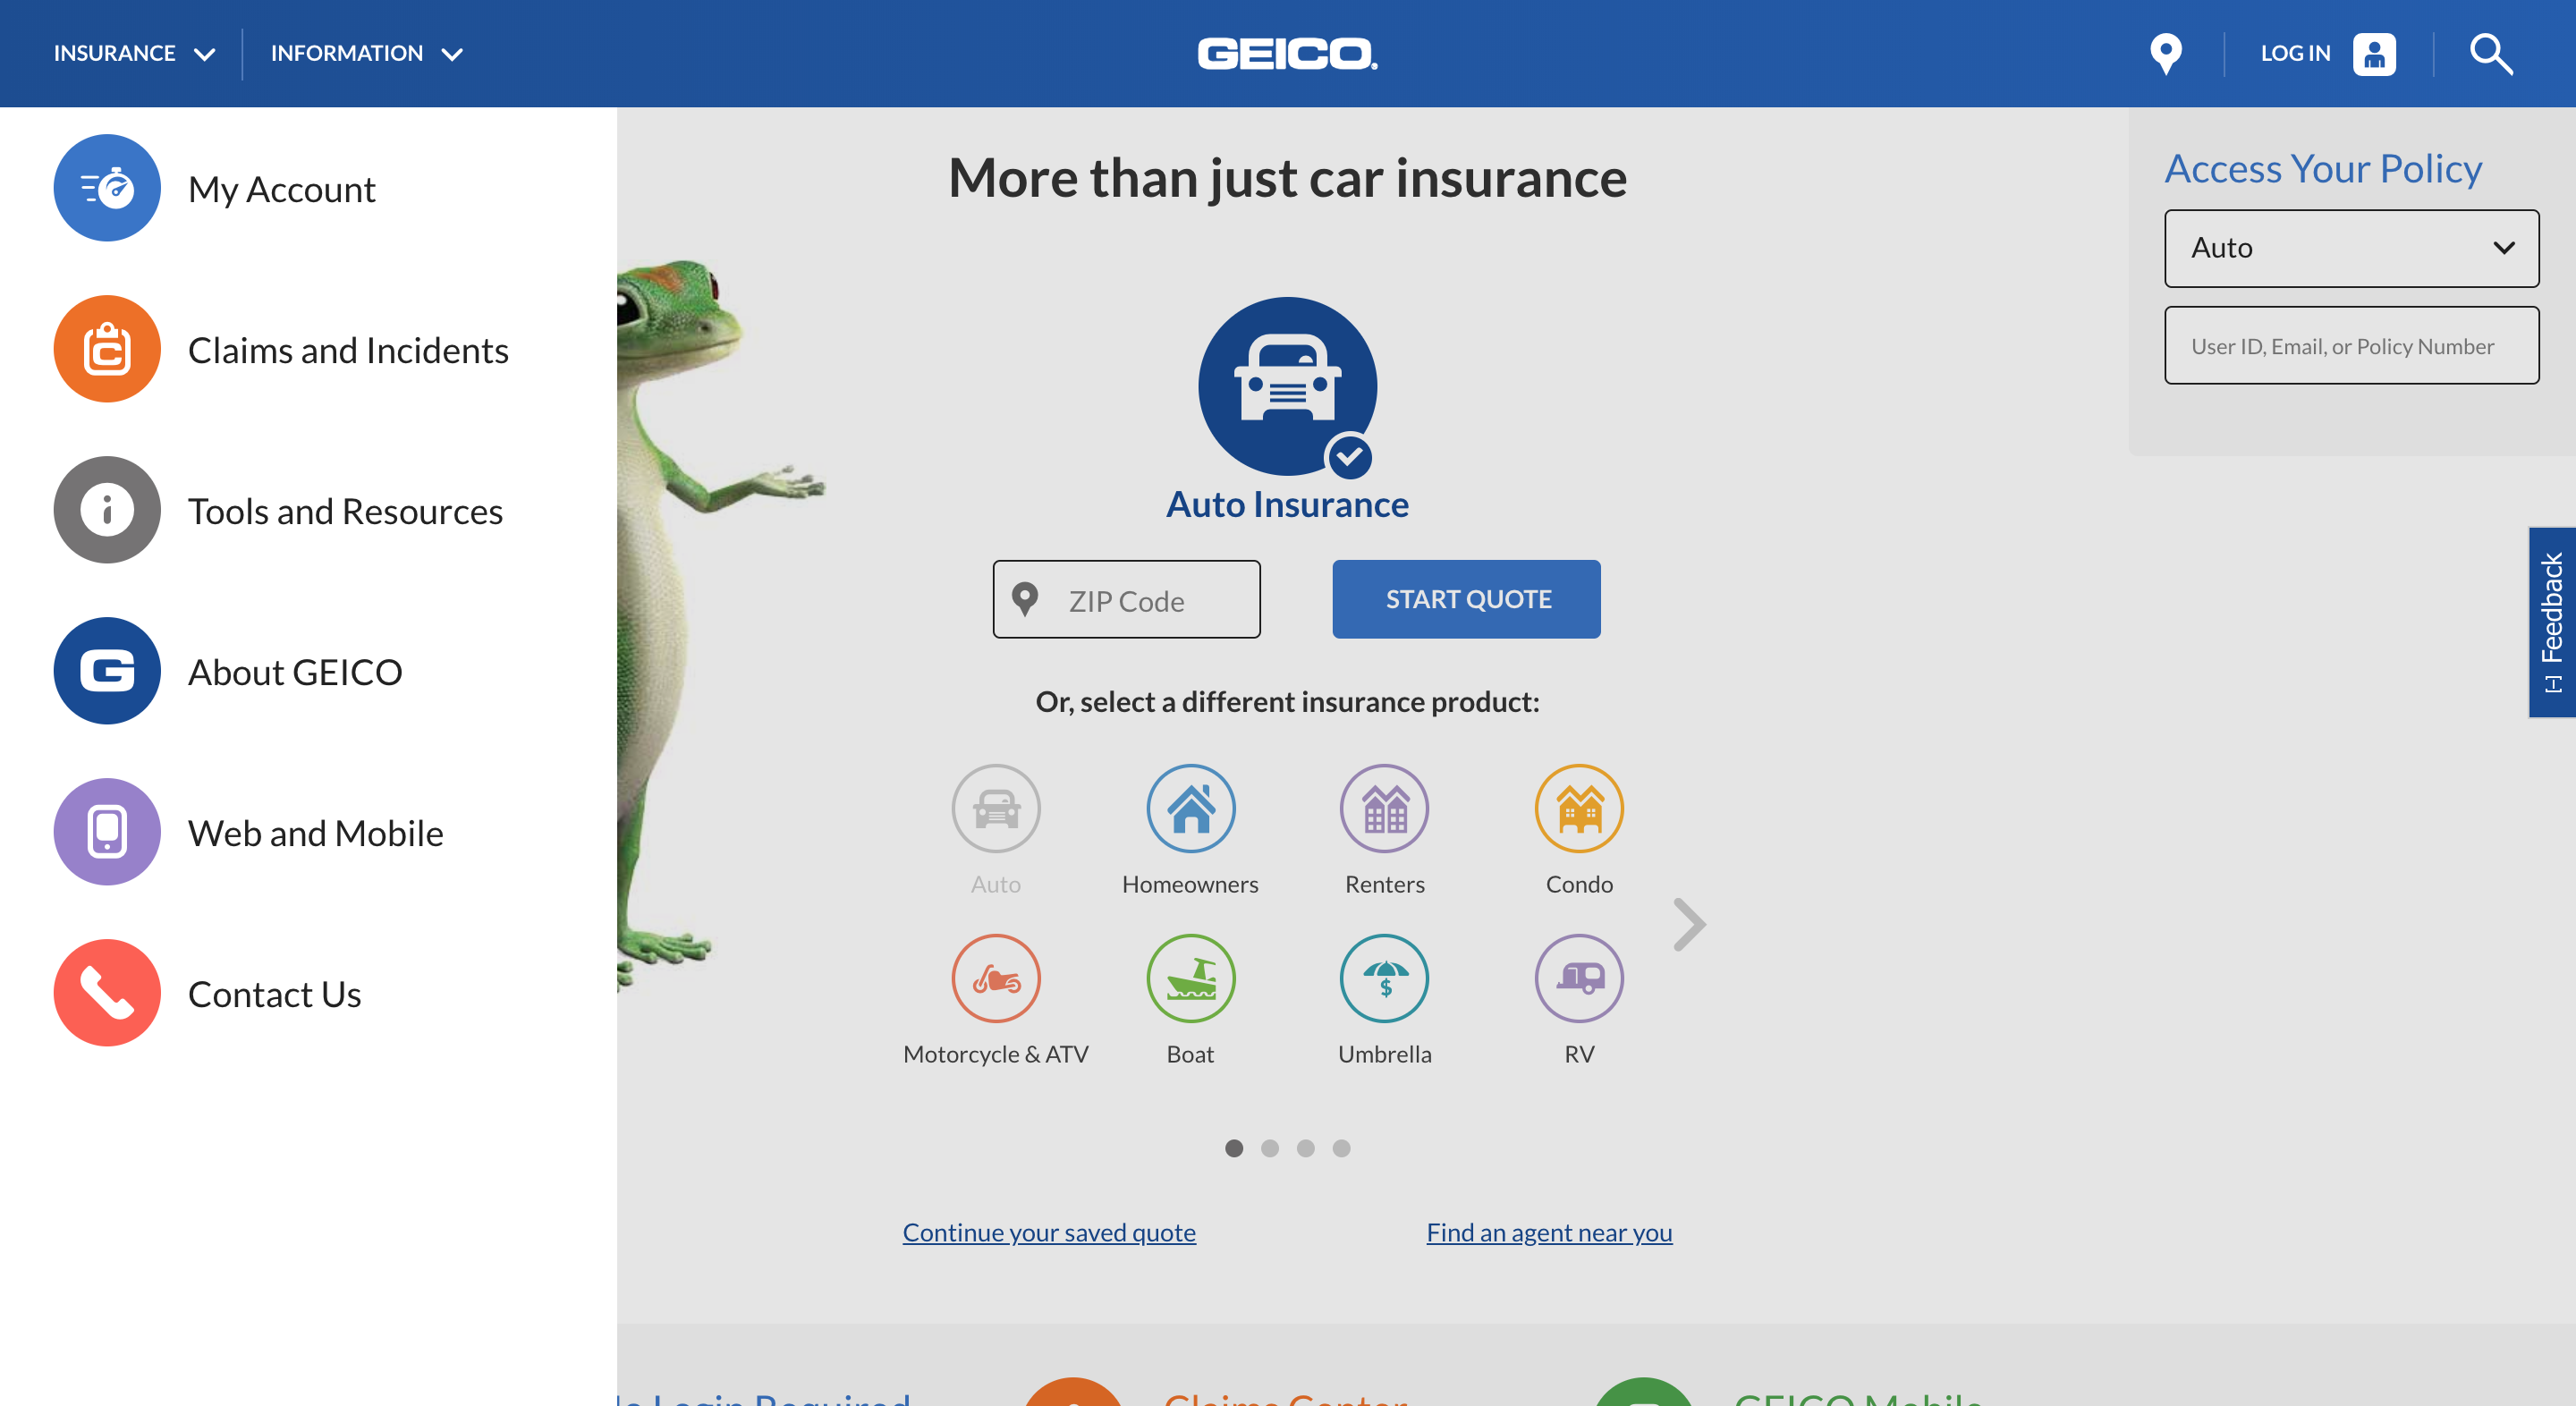 INSURANCE
INFORMATION
GEICO.
LOG IN
My Account
Claims and Incidents
Tools and Resources
About GEICO
Web and Mobile
Contact Us
More than just car insurance
Auto Insurance
ZIP Code
START QUOTE
Or, select a different insurance product:
Auto
Homeowners
Renters
Condo
Motorcycle & ATV
Boat
Umbrella
RV
Continue your saved quote
Find an agent near you
Access Your Policy
Auto
User ID, Email, or Policy Number
[-] Feedback
Login Required
Claims Center
GEICO Mobile